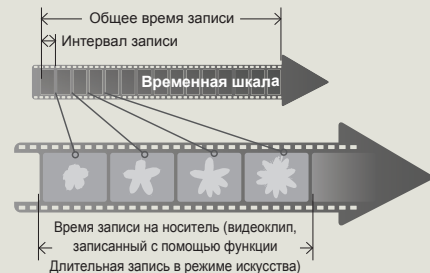 Общее время записи
Интервал записи
Временная шкала
Время записи на носитель (видеоклип,
записанный с помощью функции
Длительная запись в режиме искусства)